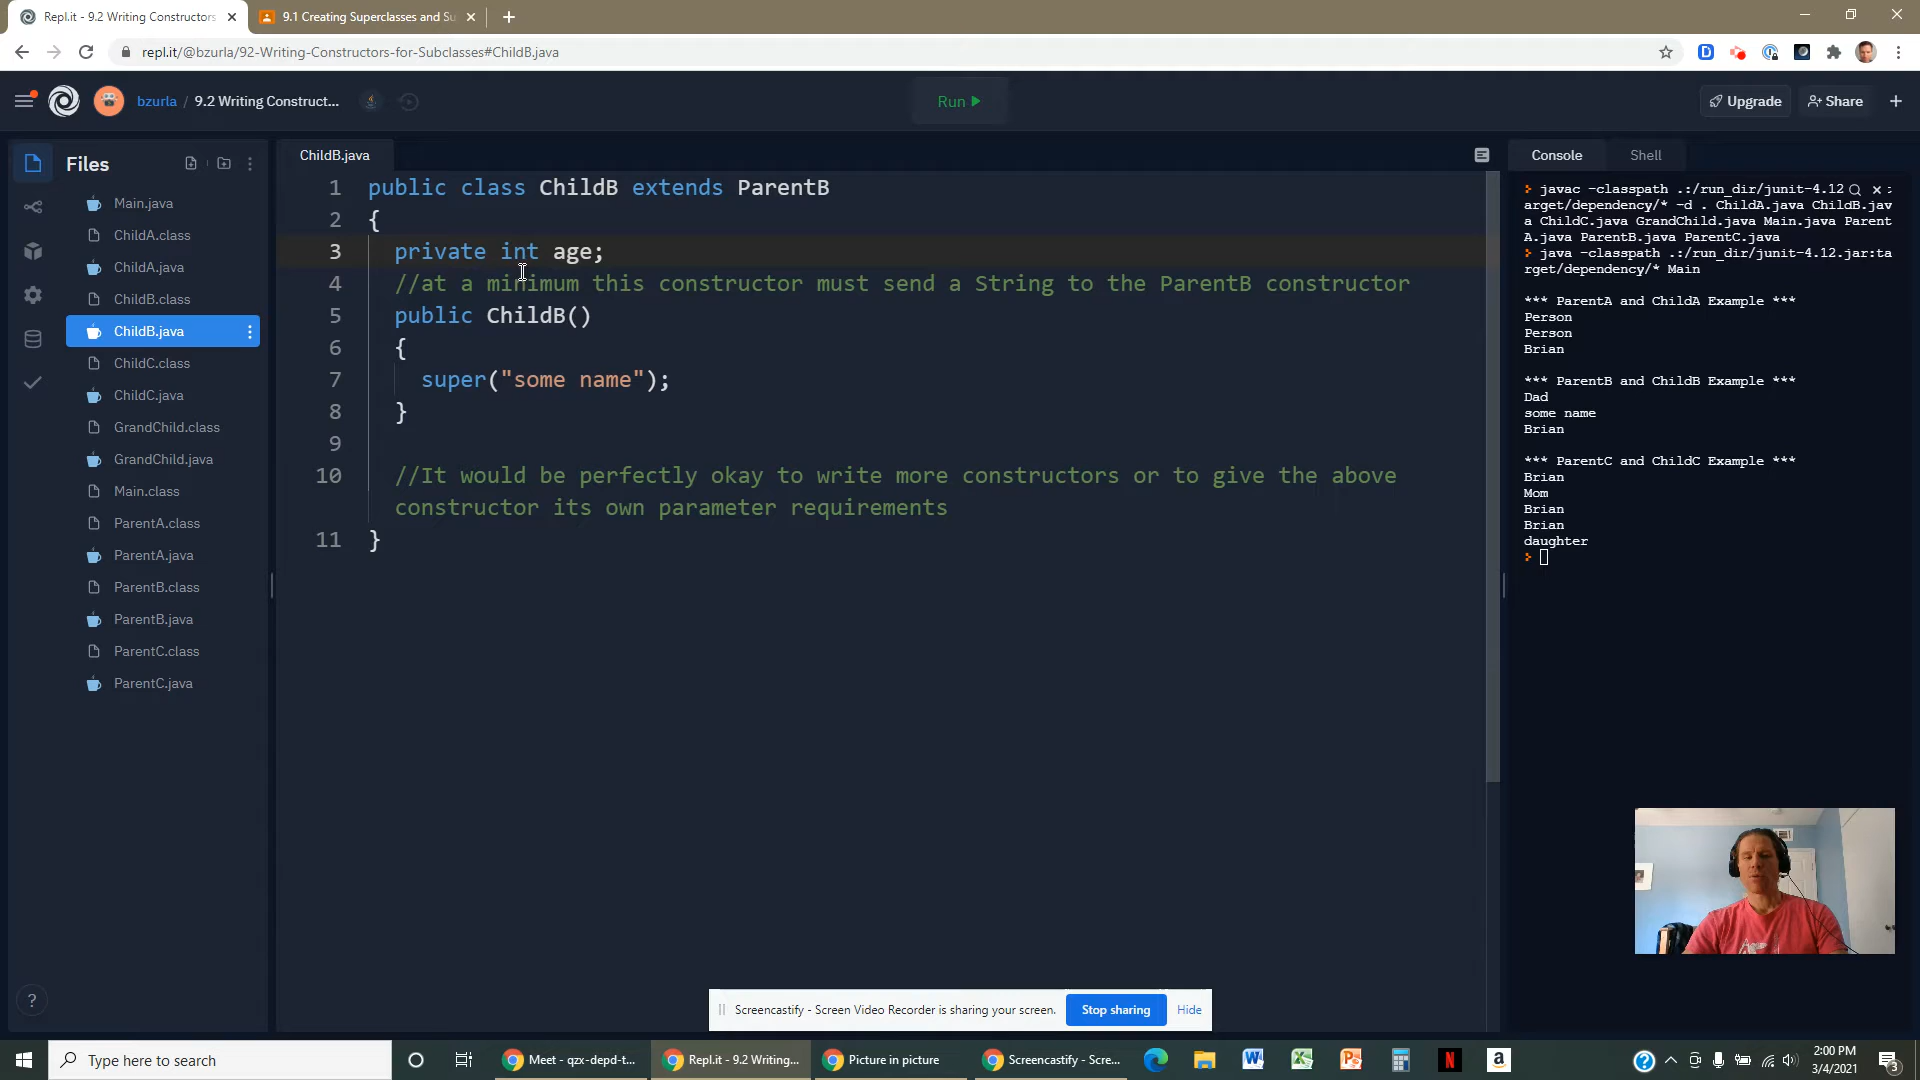 Repl.it - 9.2 Writing Constructors
9.1 Creating Superclasses and Su
repl.it/@bzurla/92-Writing-Constructors-for-Subclasses#ChildB.java
bzurla / 9.2 Writing Construct...
Run
Upgrade
Share
Files
Main.java
ChildA.class
ChildA.java
ChildB.class
ChildB.java
ChildC.class
ChildC.java
GrandChild.class
GrandChild.java
Main.class
ParentA.class
ParentA.java
ParentB.class
ParentB.java
ParentC.class
ParentC.java
?
ChildB.java
1 public class ChildB extends ParentB
2 {
3 private int age;
4 //at a minimum this constructor must send a String to the ParentB constructor
5 public ChildB()
6 {
7 super("some name");
8 }
9
10 //It would be perfectly okay to write more constructors or to give the above
constructor its own parameter requirements
11 }
Console
Shell
javac -classpath .:/run_dir/junit-4.12
arget/dependency/* -d . ChildA.java ChildB.jav
a ChildC.java GrandChild.java Main.java Parent
A.java ParentB.java ParentC.java
java -classpath .:/run_dir/junit-4.12.jar:ta
rget/dependency/* Main
*** ParentA and ChildA Example ***
Person
Person
Brian
*** ParentB and ChildB Example ***
Dad
some name
Brian
*** ParentC and ChildC Example ***
Brian
Mom
Brian
Brian
daughter
Screencastify - Screen Video Recorder is sharing your screen.
Stop sharing
Hide
Type here to search
Meet - qzx-depd-t...
Repl.it - 9.2 Writing...
Picture in picture
Screencastify - Scre...
2:00 PM
3/4/2021
3